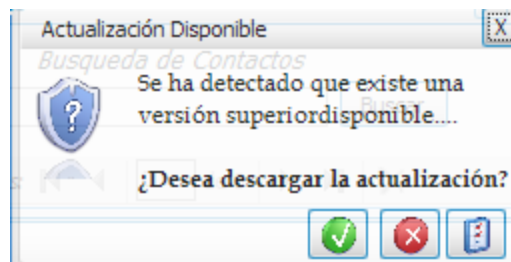 Actualización Disponible
Busqueda de Contactos
Se ha detectado que existe una
versión superiordisponible....
Buscar
¿Desea descargar la actualización?